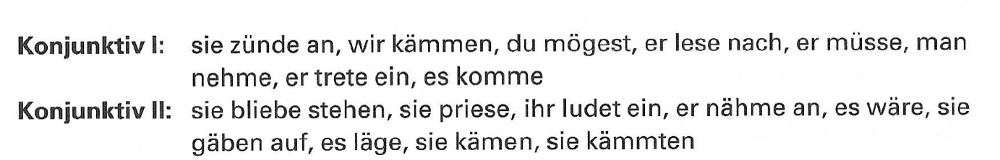 Konjunktiv I: sie zünde an, wir kämmen, du mögest, er lese nach, er müsse, man
nehme, er trete ein, es komme
Konjunktiv II: sie bliebe stehen, sie priese, ihr ludet ein, er nähme an, es wäre, sie
gäben auf, es läge, sie kämen, sie kämmten